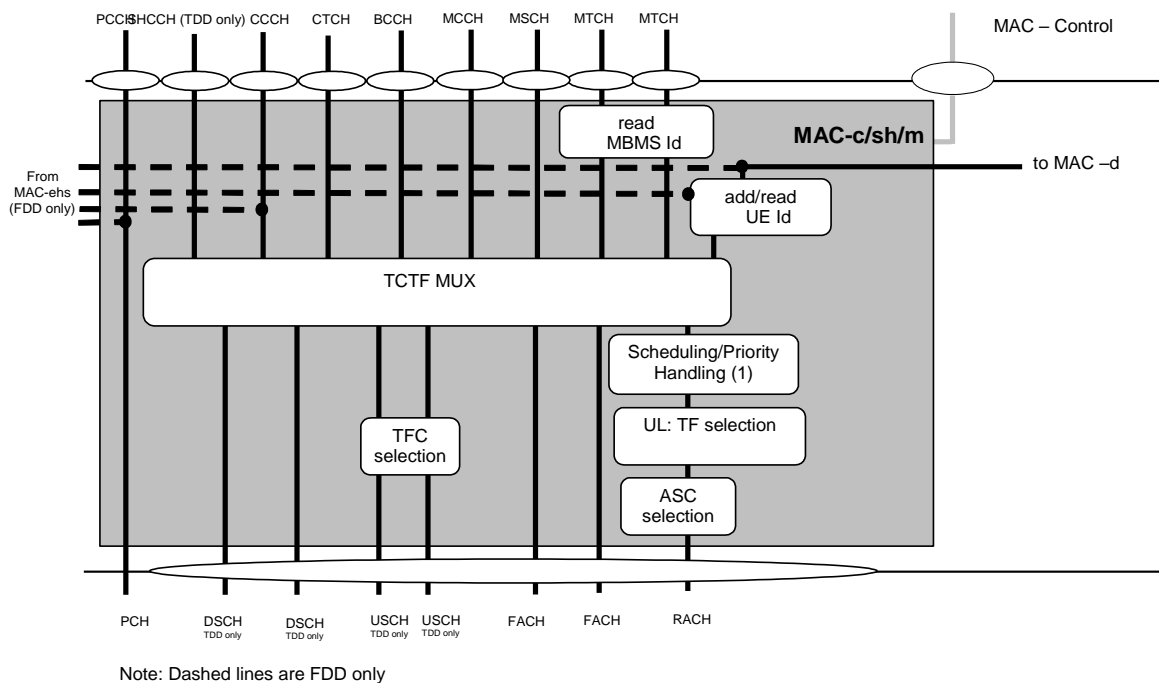 PCCH SHCCH (TDD only) CCCH CTCH BCCH MCCH MSCH MTCH MTCH
MAC – Control
read
MBMS Id
MAC-c/sh/m
From
MAC-ehs
(FDD only)
to MAC –d
add/read
UE Id
TCTF MUX
Scheduling/Priority
Handling (1)
UL: TF selection
TFC
selection
ASC
selection
PCH DSCH DSCH USCH USCH FACH FACH RACH
TDD only TDD only TDD only TDD only
Note: Dashed lines are FDD only